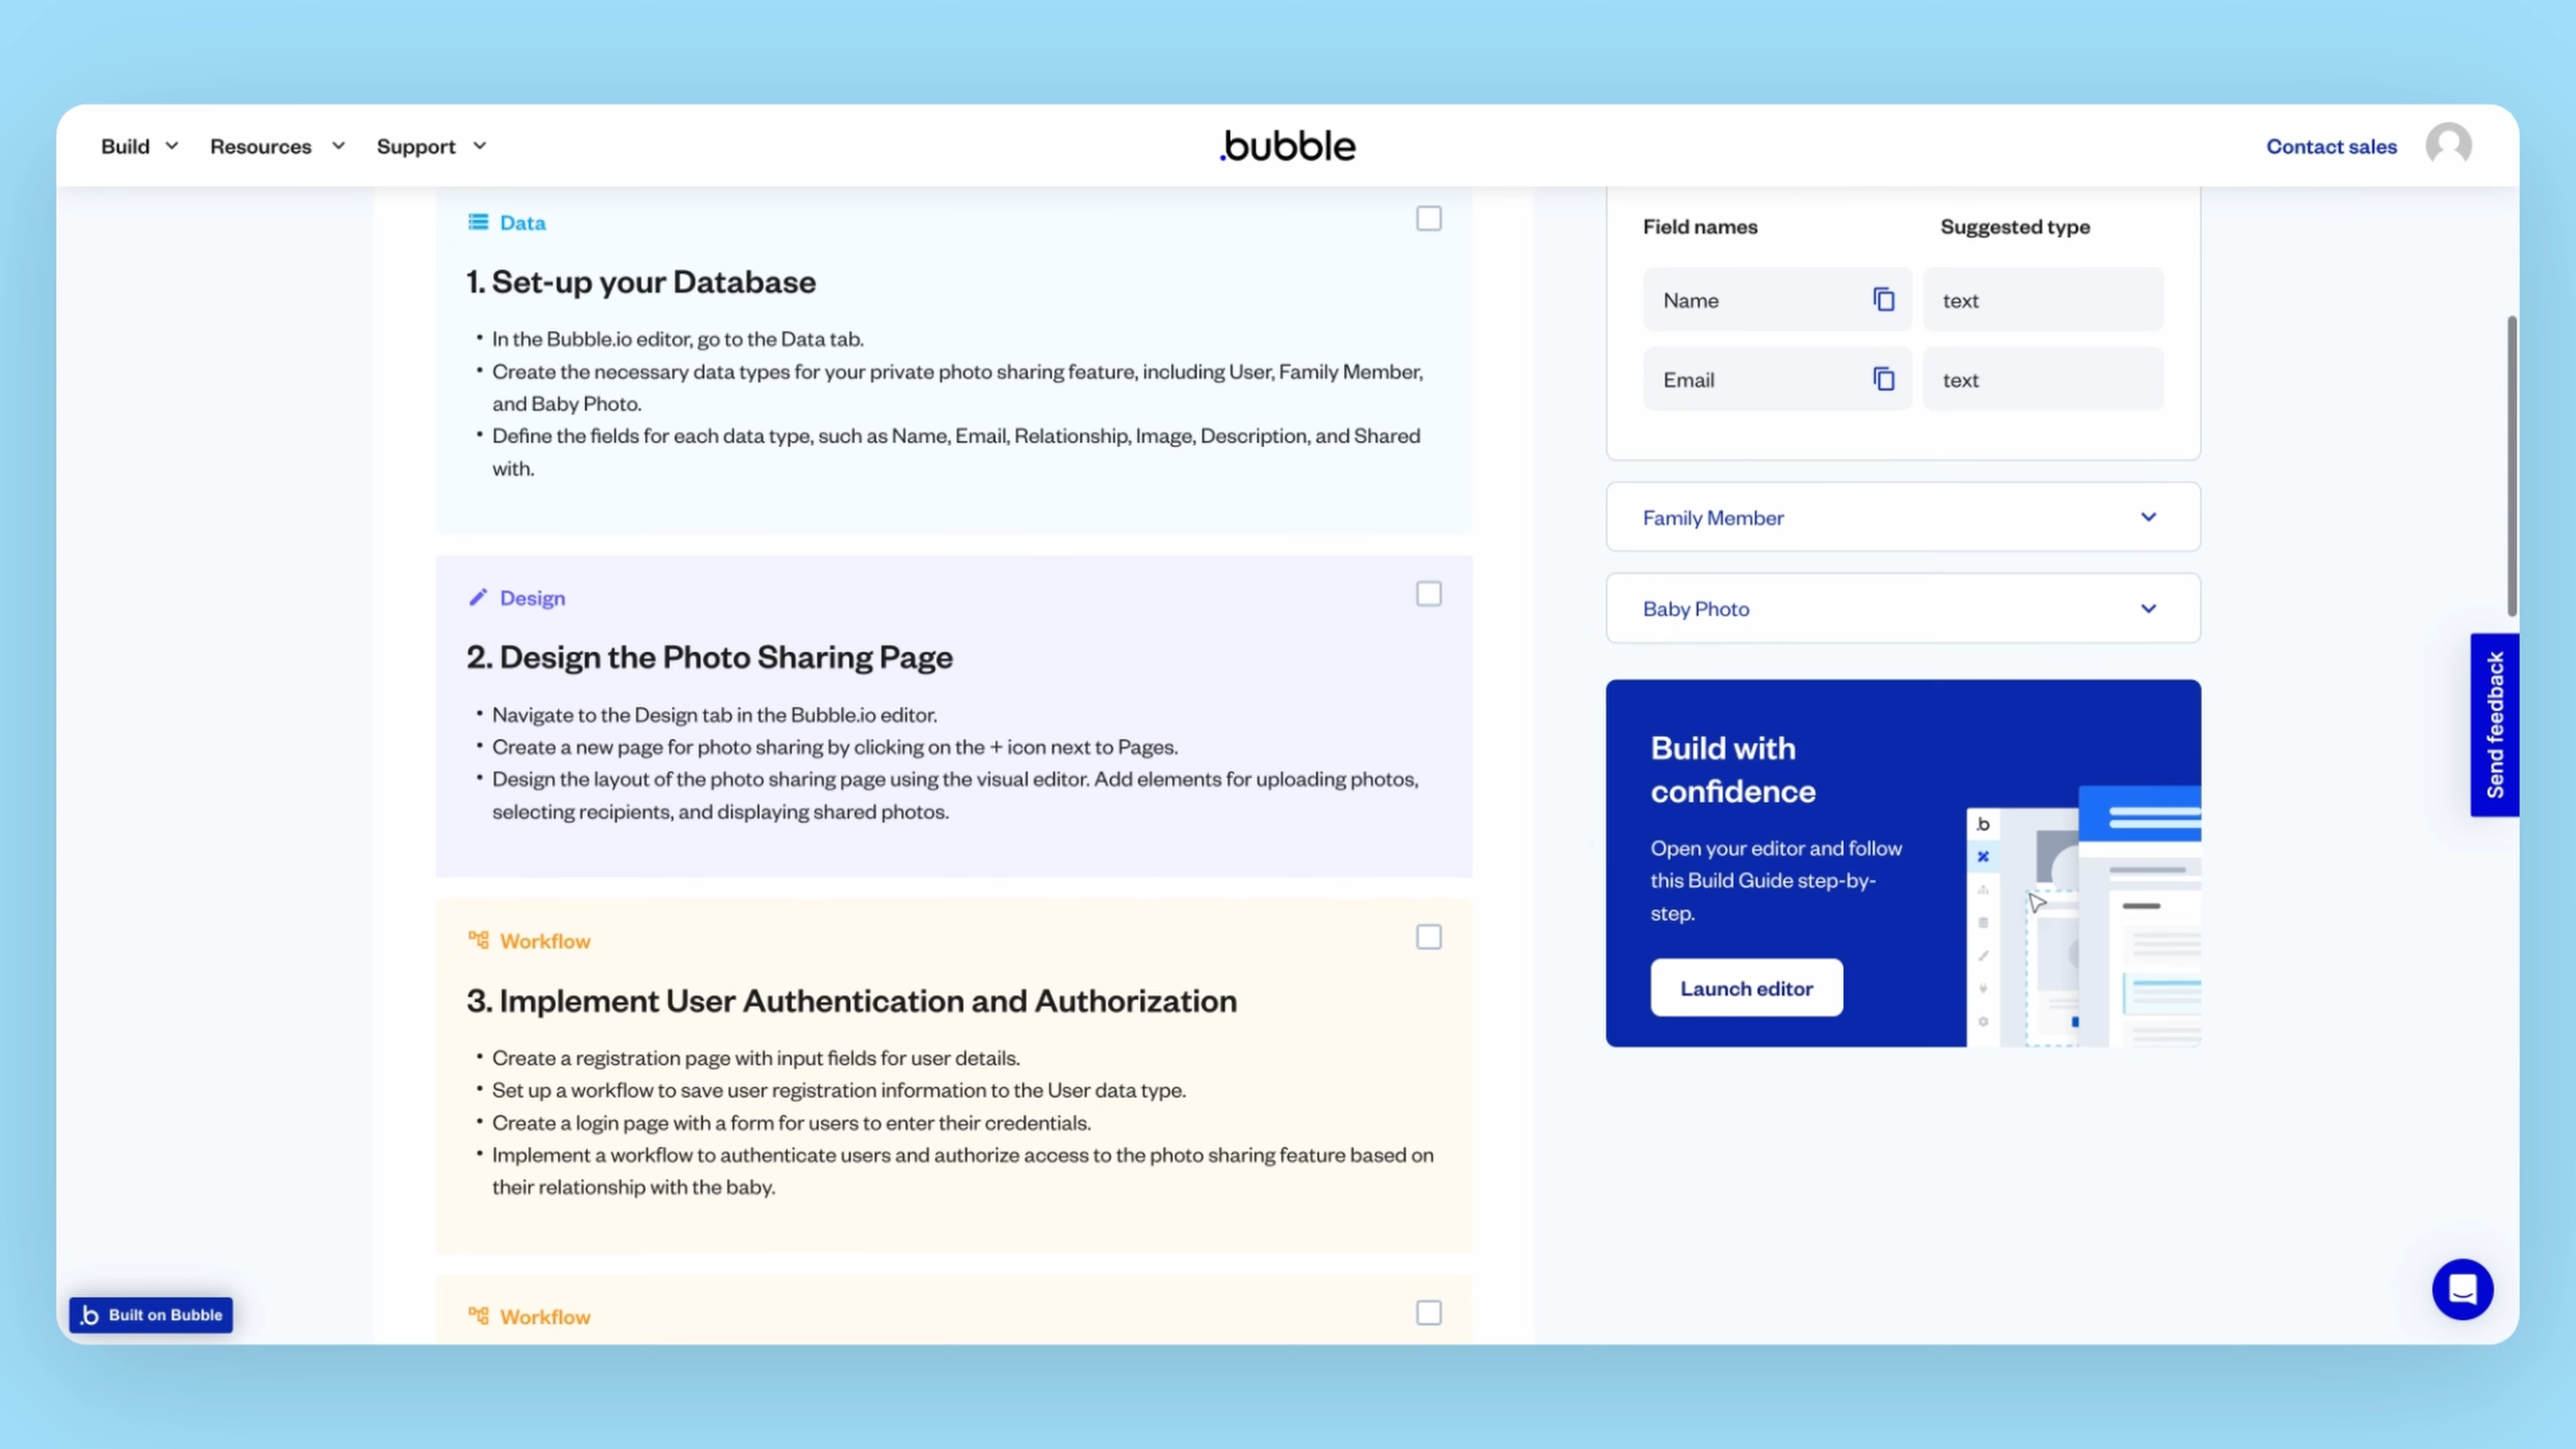 Build
Resources
Support
.bubble
Contact sales
Data
1. Set-up your Database
• In the Bubble.io editor, go to the Data tab.
• Create the necessary data types for your private photo sharing feature, including User, Family Member,
and Baby Photo.
• Define the fields for each data type, such as Name, Email, Relationship, Image, Description, and Shared
with.
Design
2. Design the Photo Sharing Page
• Navigate to the Design tab in the Bubble.io editor.
• Create a new page for photo sharing by clicking on the + icon next to Pages.
• Design the layout of the photo sharing page using the visual editor. Add elements for uploading photos,
selecting recipients, and displaying shared photos.
Workflow
3. Implement User Authentication and Authorization
• Create a registration page with input fields for user details.
• Set up a workflow to save user registration information to the User data type.
• Create a login page with a form for users to enter their credentials.
• Implement a workflow to authenticate users and authorize access to the photo sharing feature based on
their relationship with the baby.
Workflow
Field names Suggested type
Name text
Email text
Family Member
Baby Photo
Build with
confidence
Open your editor and follow
this Build Guide step-by-
step.
Launch editor
.b
Send feedback
.b Built on Bubble